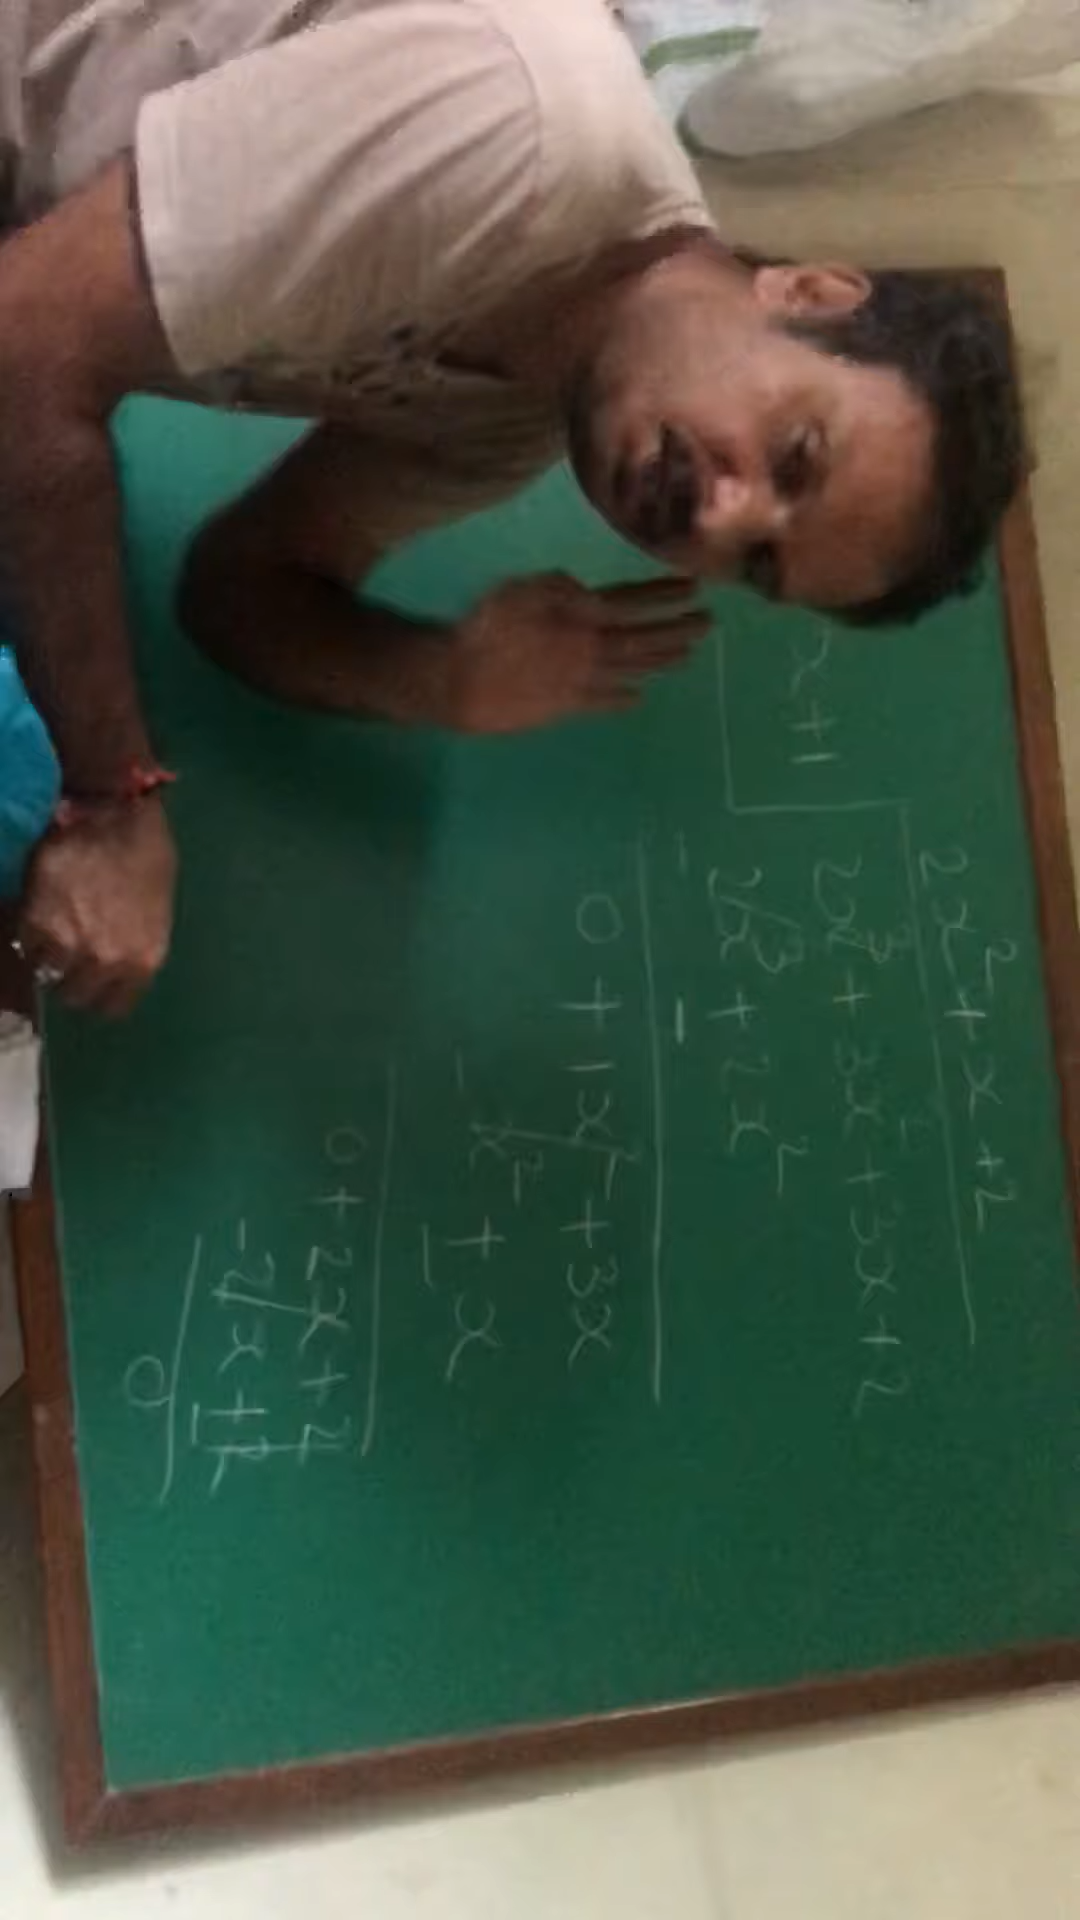 2x² + x + 2
x+1
2x³ + 3x² + 3x + 2
2x³ + 2x²
- -
0 + 1x² + 3x
x² + x
- -
0 + 2x + 2
-2x + 2
-
0